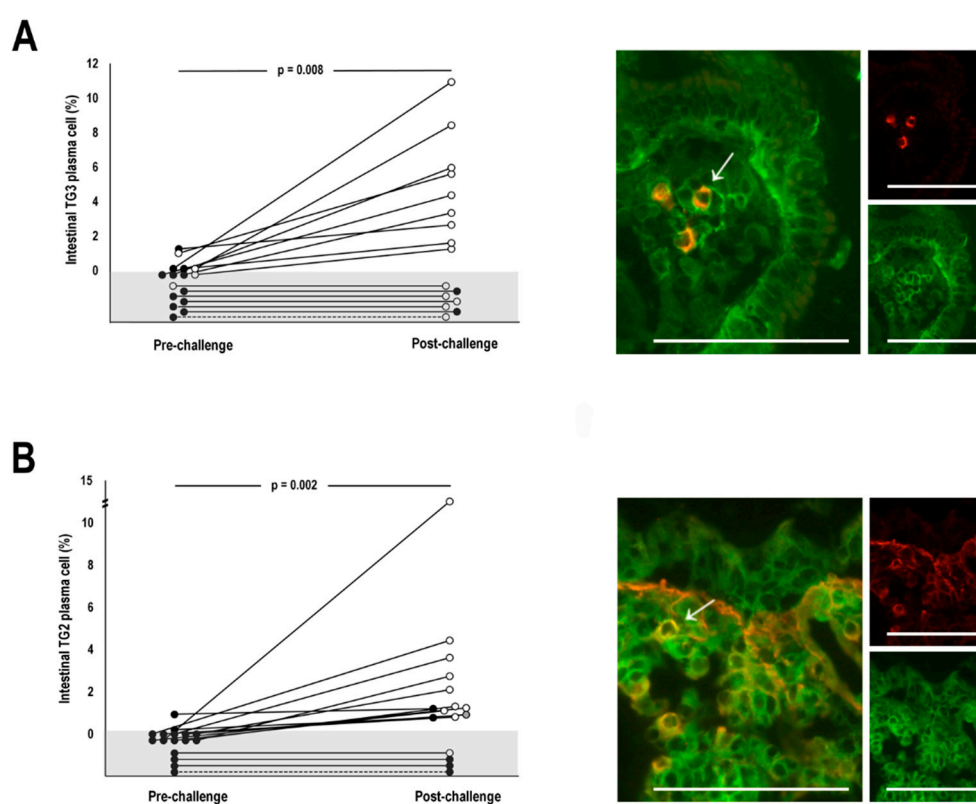 A
p = 0.008
Intestinal TG3 plasma cell (%)
12
10
8
6
4
2
0
Pre-challenge
Post-challenge
B
p = 0.002
Intestinal TG2 plasma cell (%)
15
10
8
6
4
2
0
Pre-challenge
Post-challenge